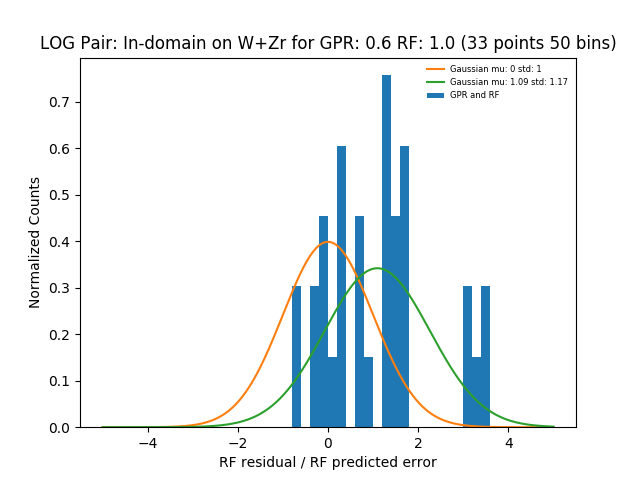 LOG Pair: In-domain on W+Zr for GPR: 0.6 RF: 1.0 (33 points 50 bins)
Gaussian mu: 0 std: 1
Gaussian mu: 1.09 std: 1.17
GPR and RF
Normalized Counts
0.7
0.6
0.5
0.4
0.3
0.2
0.1
0.0
−4
−2
0
2
4
RF residual / RF predicted error